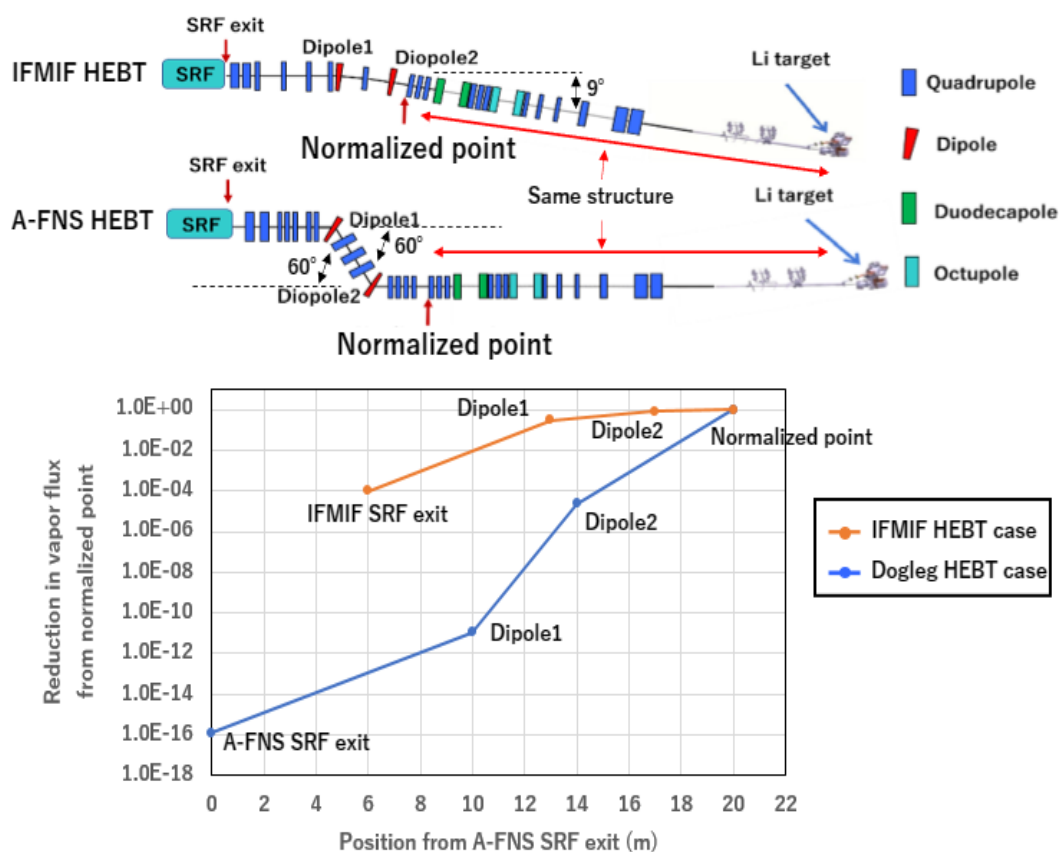 SRF exit
Dipole1
Diopole2
Li target
IFMIF HEBT
SRF
9°
Quadrupole
Normalized point
SRF exit
Dipole
Same structure
Li target
A-FNS HEBT
SRF
Dipole1
60°
60°
Duodecapole
Diopole2
Octupole
Normalized point
Reduction in vapor flux
from normalized point
1.0E+00
1.0E-02
1.0E-04
1.0E-06
1.0E-08
1.0E-10
1.0E-12
1.0E-14
1.0E-16
1.0E-18
Dipole1
Dipole2
Normalized point
IFMIF SRF exit
Dipole2
Dipole1
A-FNS SRF exit
IFMIF HEBT case
Dogleg HEBT case
0 2 4 6 8 10 12 14 16 18 20 22
Position from A-FNS SRF exit (m)